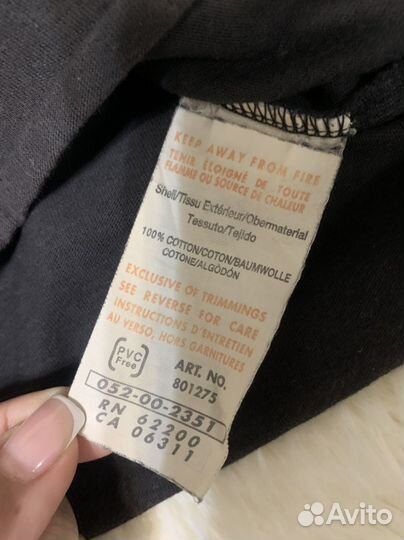 KEEP AWAY FROM FIRE
TENIR ÉLOIGNÉ DE TOUTE
FLAMME OU SOURCE DE CHALEUR
Shell/Tissu Extérieur/Obermaterial
Tessuto/Tejido
100% COTTON/COTON/BAUMWOLLE
COTONE/ALGÓDÓN
EXCLUSIVE OF TRIMMINGS
SEE REVERSE FOR CARE
INSTRUCTIONS D'ENTRETIEN
AU VERSO, HORS GARNITURES
PVC Free
ART. NO.
801275
052-00-2351
RN 62200
CA 06311
Avito